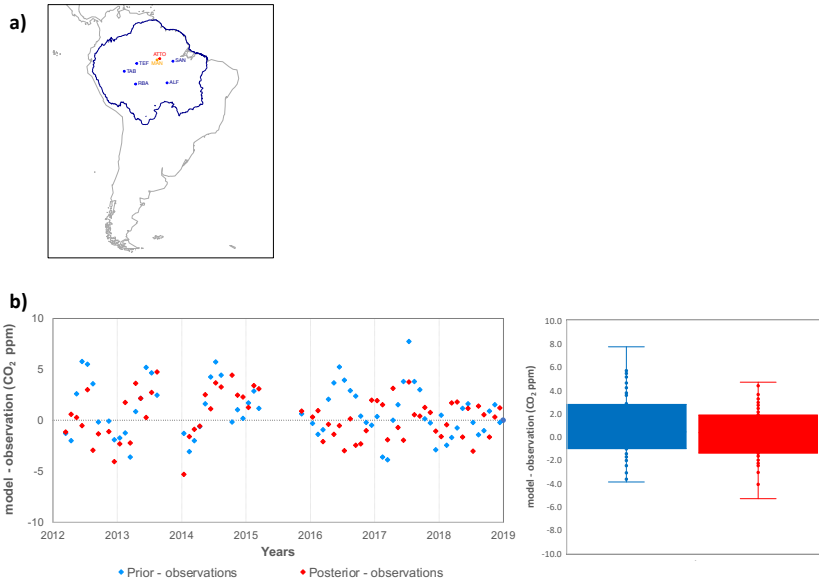 a)
ATTO
TEF
MAN
SAN
TAB
RBA
ALF
b)
model - observation (CO2 ppm)
10
5
0
-5
-10
2012 2013 2014 2015 2016 2017 2018 2019
Years
Prior - observations Posterior - observations
model - observation (CO2 ppm)
10.0
8.0
6.0
4.0
2.0
0.0
-2.0
-4.0
-6.0
-8.0
-10.0